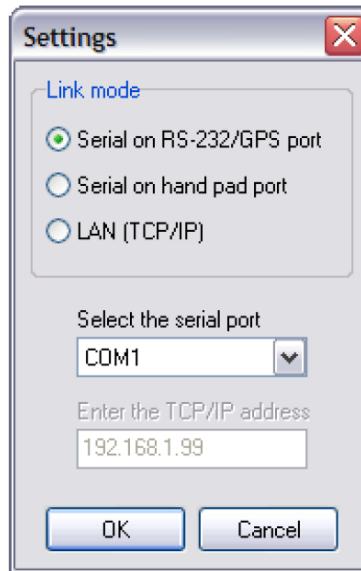 Settings
Link mode
Serial on RS-232/GPS port
Serial on hand pad port
LAN (TCP/IP)
Select the serial port
COM1
Enter the TCP/IP address
192.168.1.99
OK
Cancel